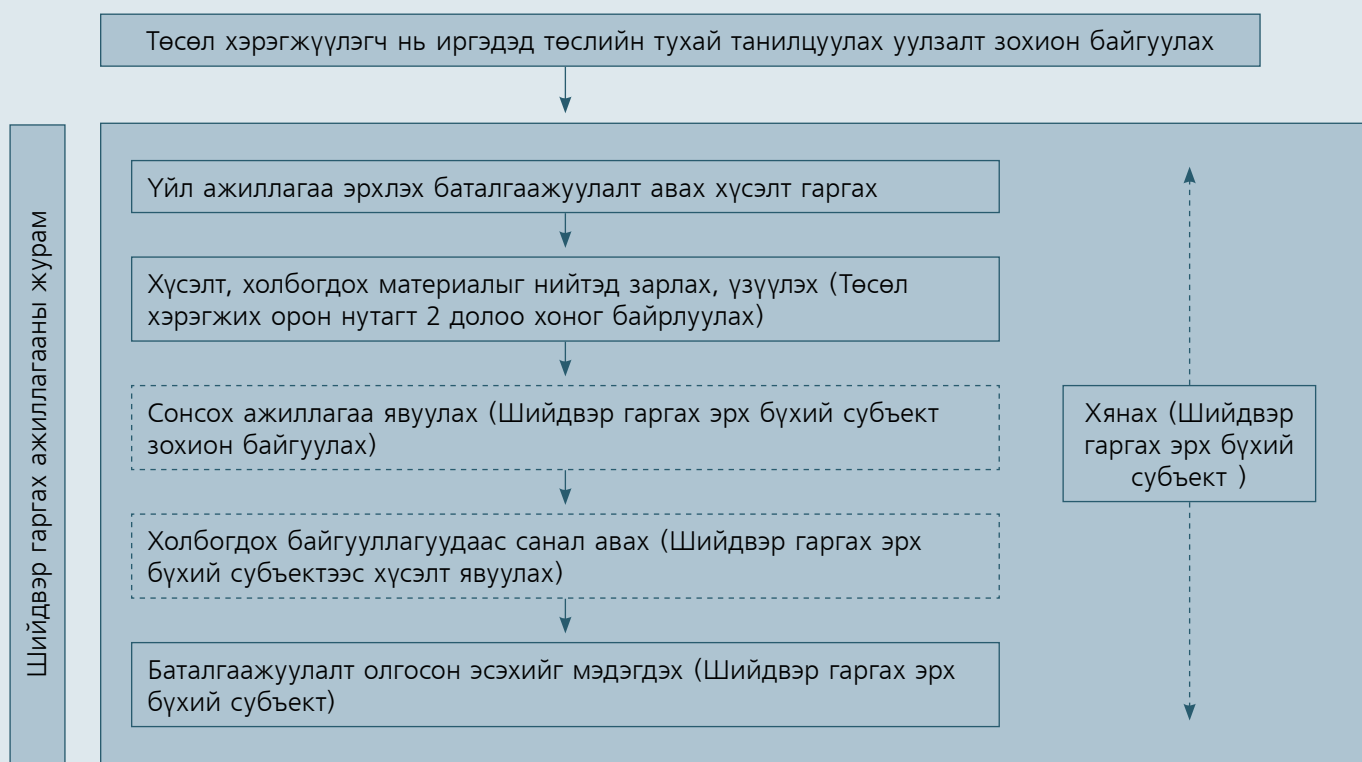 Төсөл хэрэгжүүлэгч нь иргэдэд төслийн тухай танилцуулах уулзалт зохион байгуулах
Шийдвэр гаргах ажиллагааны журам
Үйл ажиллагаа эрхлэх баталгаажуулалт авах хүсэлт гаргах
Хүсэлт, холбогдох материалыг нийтэд зарлах, үзүүлэх (Төсөл
хэрэгжих орон нутагт 2 долоо хоног байрлуулах)
Сонсох ажиллагаа явуулах (Шийдвэр гаргах эрх бүхий субъект
зохион байгуулах)
Холбогдох байгууллагуудаас санал авах (Шийдвэр гаргах эрх
бүхий субъектээс хүсэлт явуулах)
Баталгаажуулалт олгосон эсэхийг мэдэгдэх (Шийдвэр гаргах эрх
бүхий субъект)
Хянах (Шийдвэр
гаргах эрх бүхий
субъект )